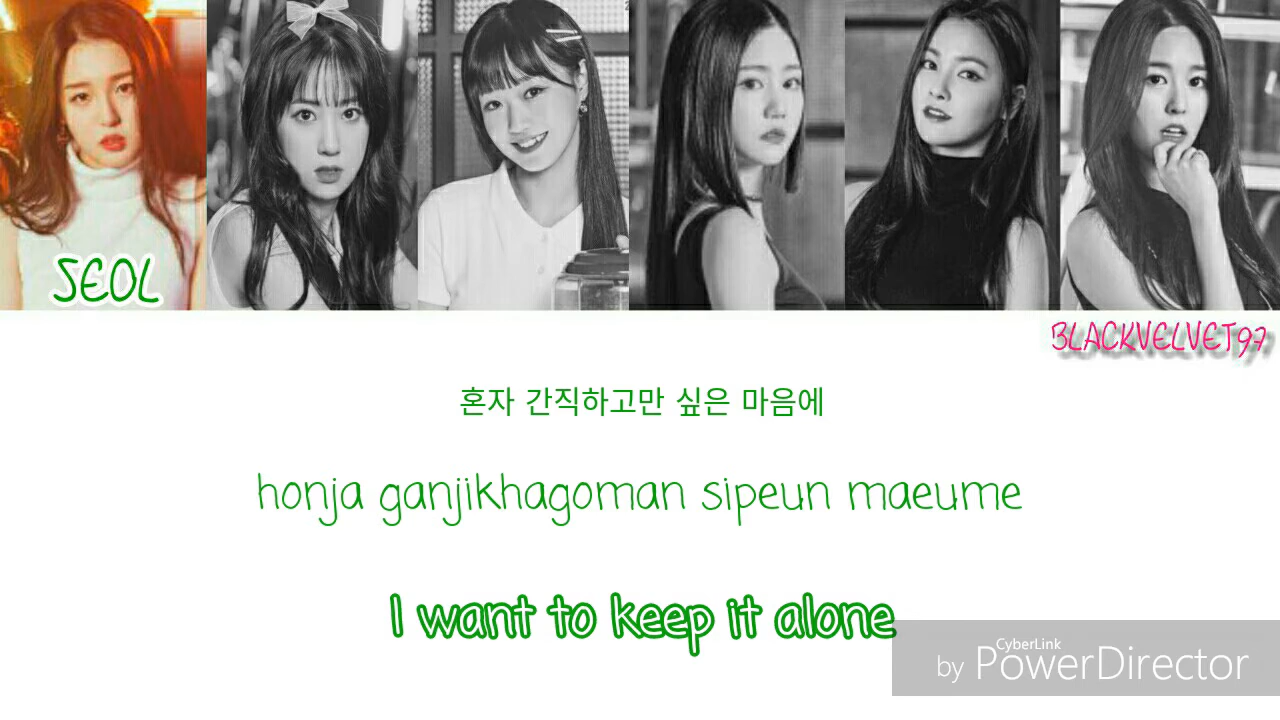 SEOL
BLACKVELVET97
혼자 간직하고만 싶은 마음에
honja ganjikhagoman sipeun maeume
I want to keep it alone
CyberLink
by PowerDirector